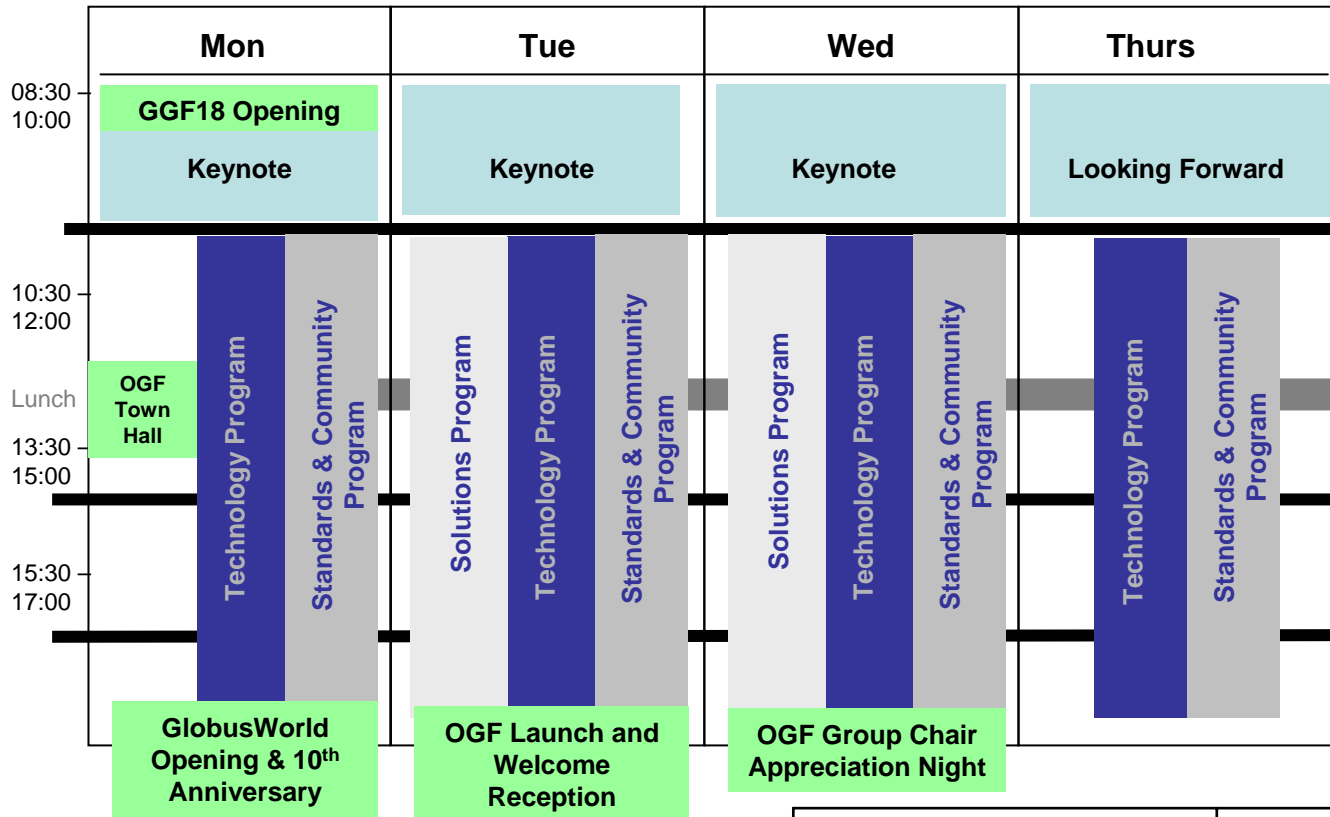 Mon
Tue
Wed
Thurs
08:30
10:00
GGF18 Opening
Keynote
Keynote
Keynote
Looking Forward
10:30
12:00
Lunch
13:30
15:00
15:30
17:00
OGF
Town
Hall
Technology Program
Standards & Community
Program
Solutions Program
Technology Program
Standards & Community
Program
Solutions Program
Technology Program
Standards & Community
Program
Technology Program
Standards & Community
Program
GlobusWorld
Opening & 10th
Anniversary
OGF Launch and
Welcome
Reception
OGF Group Chair
Appreciation Night